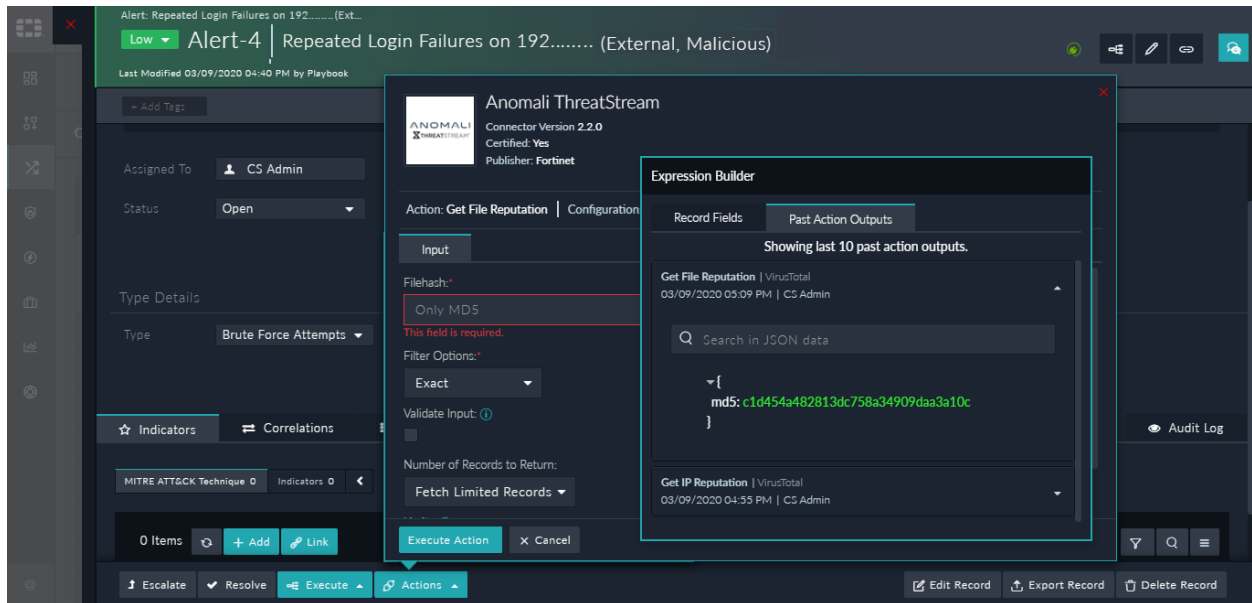 Alert: Repeated Login Failures on 192.........(Ext...
Low
Alert-4
Repeated Login Failures on 192........ (External, Malicious)
Last Modified 03/09/2020 04:40 PM by Playbook
+ Add Tags
Assigned To
CS Admin
Status
Open
Type Details
Type
Brute Force Attempts
ANOMALI
THREATSTREAM
Anomali ThreatStream
Connector Version 2.2.0
Certified: Yes
Publisher: Fortinet
Action: Get File Reputation | Configuration
Input
Filehash:*
Only MD5
This field is required.
Filter Options:*
Exact
Validate Input:
Number of Records to Return:
Fetch Limited Records
Execute Action
X Cancel
Expression Builder
Record Fields
Past Action Outputs
Showing last 10 past action outputs.
Get File Reputation | VirusTotal
03/09/2020 05:09 PM | CS Admin
Search in JSON data
{
md5: c1d454a482813dc758a34909daa3a10c
}
Get IP Reputation | VirusTotal
03/09/2020 04:55 PM | CS Admin
Indicators
Correlations
Audit Log
MITRE ATT&CK Technique 0
Indicators 0
0 Items
+ Add
Link
Escalate
Resolve
Execute
Actions
Edit Record
Export Record
Delete Record